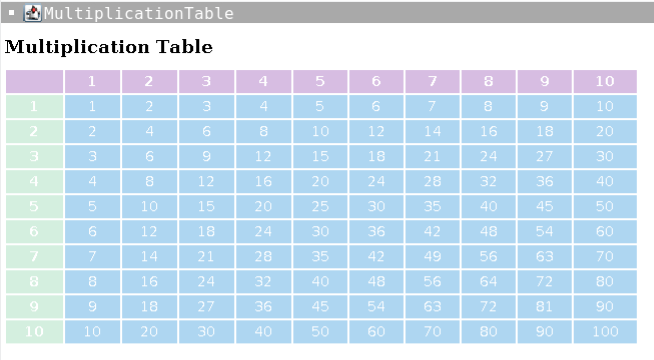 MultiplicationTable
Multiplication Table
1 2 3 4 5 6 7 8 9 10
1 1 2 3 4 5 6 7 8 9 10
2 2 4 6 8 10 12 14 16 18 20
3 3 6 9 12 15 18 21 24 27 30
4 4 8 12 16 20 24 28 32 36 40
5 5 10 15 20 25 30 35 40 45 50
6 6 12 18 24 30 36 42 48 54 60
7 7 14 21 28 35 42 49 56 63 70
8 8 16 24 32 40 48 56 64 72 80
9 9 18 27 36 45 54 63 72 81 90
10 10 20 30 40 50 60 70 80 90 100